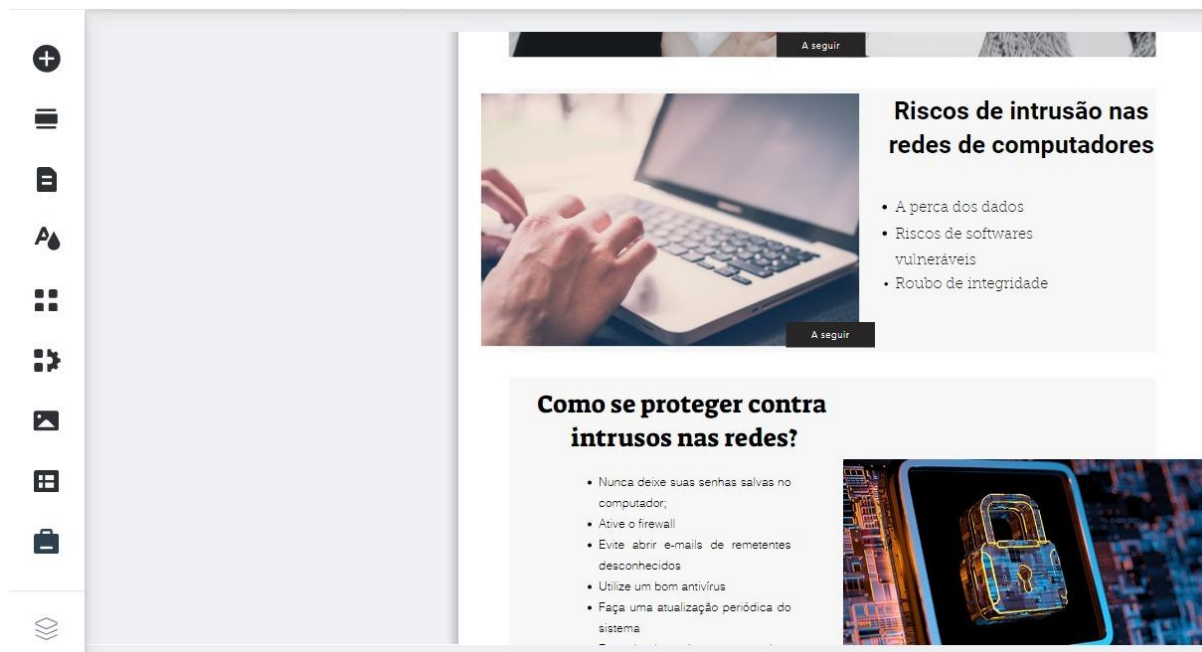 A seguir
Riscos de intrusão nas
redes de computadores
• A perca dos dados
• Riscos de softwares
vulneráveis
• Roubo de integridade
A seguir
Como se proteger contra
intrusos nas redes?
• Nunca deixe suas senhas salvas no
computador;
• Ative o firewall
• Evite abrir e-mails de remetentes
desconhecidos
• Utilize um bom antivírus
• Faça uma atualização periódica do
sistema